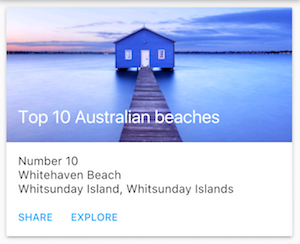 Top 10 Australian beaches
Number 10
Whitehaven Beach
Whitsunday Island, Whitsunday Islands
SHARE EXPLORE